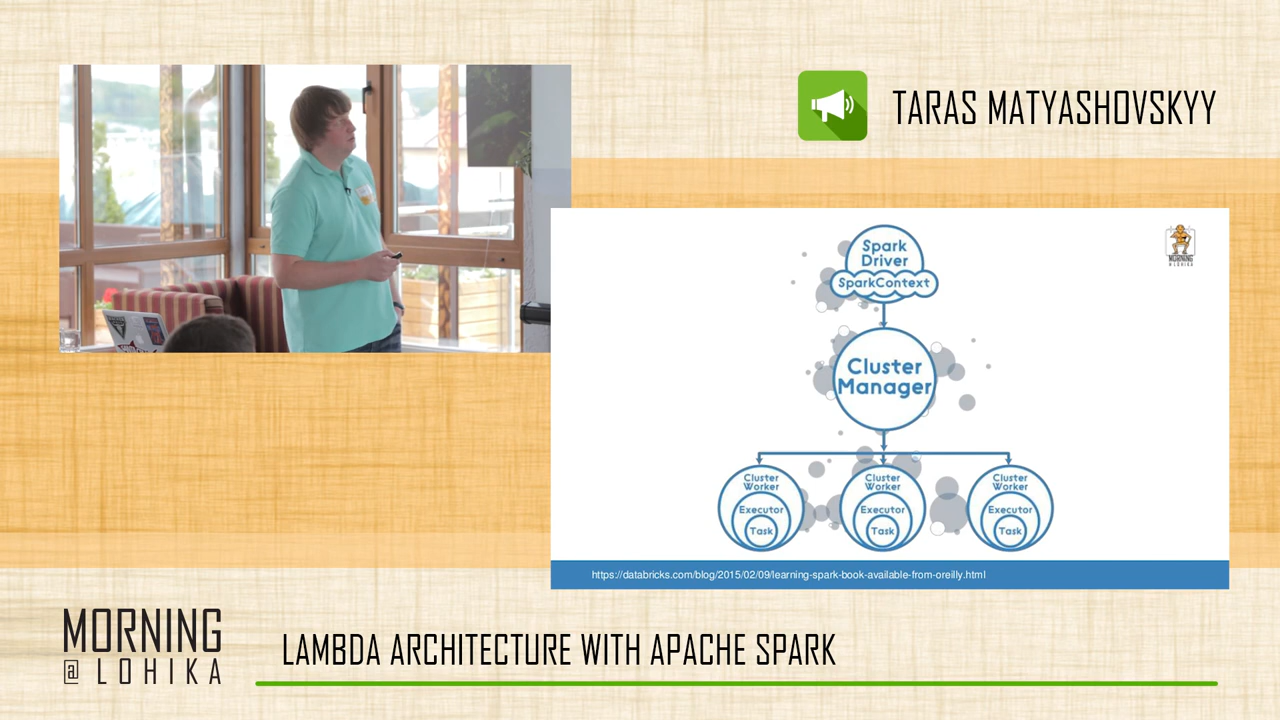 TARAS MATYASHOVSKYY
Spark
Driver
SparkContext
Cluster
Manager
Cluster
Worker
Executor
Task
Cluster
Worker
Executor
Task
Cluster
Worker
Executor
Task
MORNING
@ LOHIKA
https://databricks.com/blog/2015/02/09/learning-spark-book-available-from-oreilly.html
MORNING
@ LOHIKA
LAMBDA ARCHITECTURE WITH APACHE SPARK